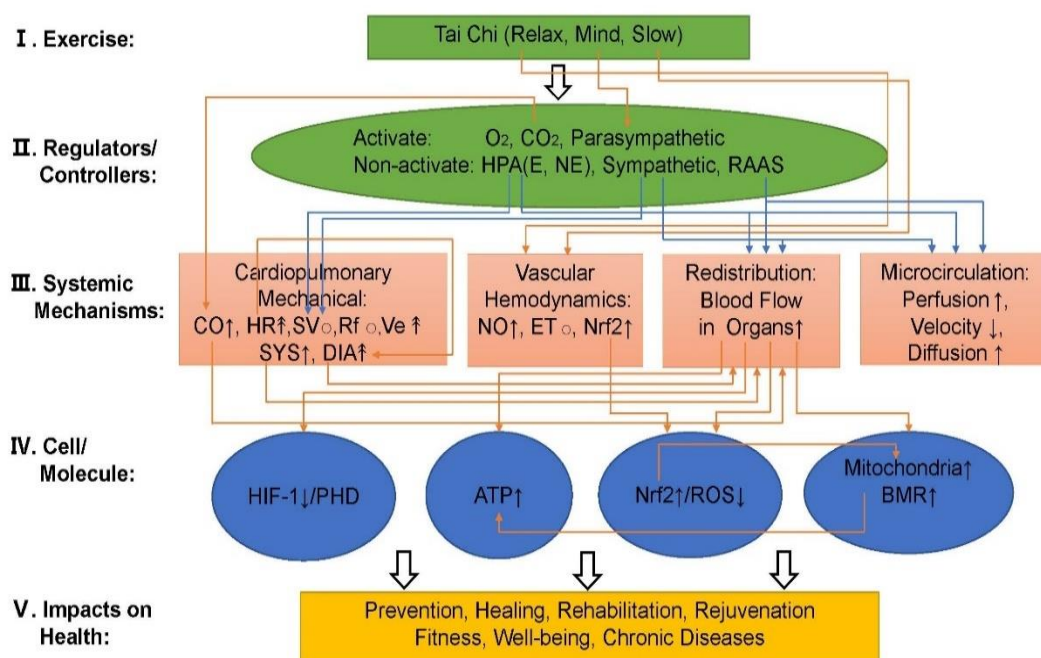 Ⅰ. Exercise:
Tai Chi (Relax, Mind, Slow)
Ⅱ. Regulators/
Controllers:
Activate: O₂, CO₂, Parasympathetic
Non-activate: HPA(E, NE), Sympathetic, RAAS
Ⅲ. Systemic
Mechanisms:
Cardiopulmonary
Mechanical:
CO↑, HR⇞,SV○,Rf ○,Ve ⇞
SYS↑, DIA⇞
Vascular
Hemodynamics:
NO↑, ET ○, Nrf2↑
Redistribution:
Blood Flow
in Organs↑
Microcirculation:
Perfusion ↑,
Velocity ↓,
Diffusion ↑
Ⅳ. Cell/
Molecule:
HIF-1↓/PHD
ATP↑
Nrf2↑/ROS↓
Mitochondria↑
BMR↑
Ⅴ. Impacts on
Health:
Prevention, Healing, Rehabilitation, Rejuvenation
Fitness, Well-being, Chronic Diseases